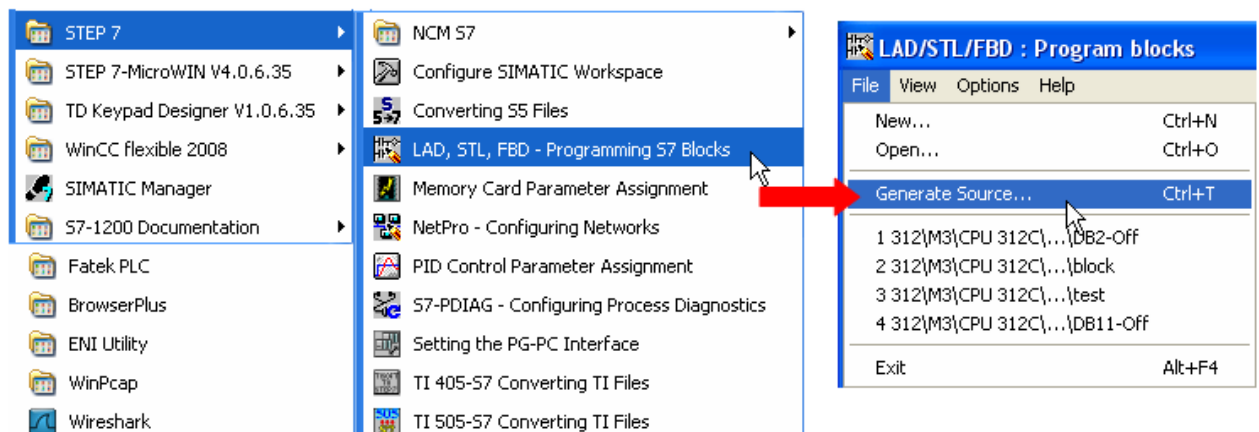 STEP 7
STEP 7-MicroWIN V4.0.6.35
TD Keypad Designer V1.0.6.35
WinCC flexible 2008
SIMATIC Manager
S7-1200 Documentation
Fatek PLC
BrowserPlus
ENI Utility
WinPcap
Wireshark
NCM S7
Configure SIMATIC Workspace
Converting S5 Files
LAD, STL, FBD - Programming S7 Blocks
Memory Card Parameter Assignment
NetPro - Configuring Networks
PID Control Parameter Assignment
S7-PDIAG - Configuring Process Diagnostics
Setting the PG-PC Interface
TI 405-S7 Converting TI Files
TI 505-S7 Converting TI Files
LAD/STL/FBD : Program blocks
File View Options Help
New... Ctrl+N
Open... Ctrl+O
Generate Source... Ctrl+T
1 312\M3\CPU 312C\...\DB2-Off
2 312\M3\CPU 312C\...\block
3 312\M3\CPU 312C\...\test
4 312\M3\CPU 312C\...\DB11-Off
Exit Alt+F4